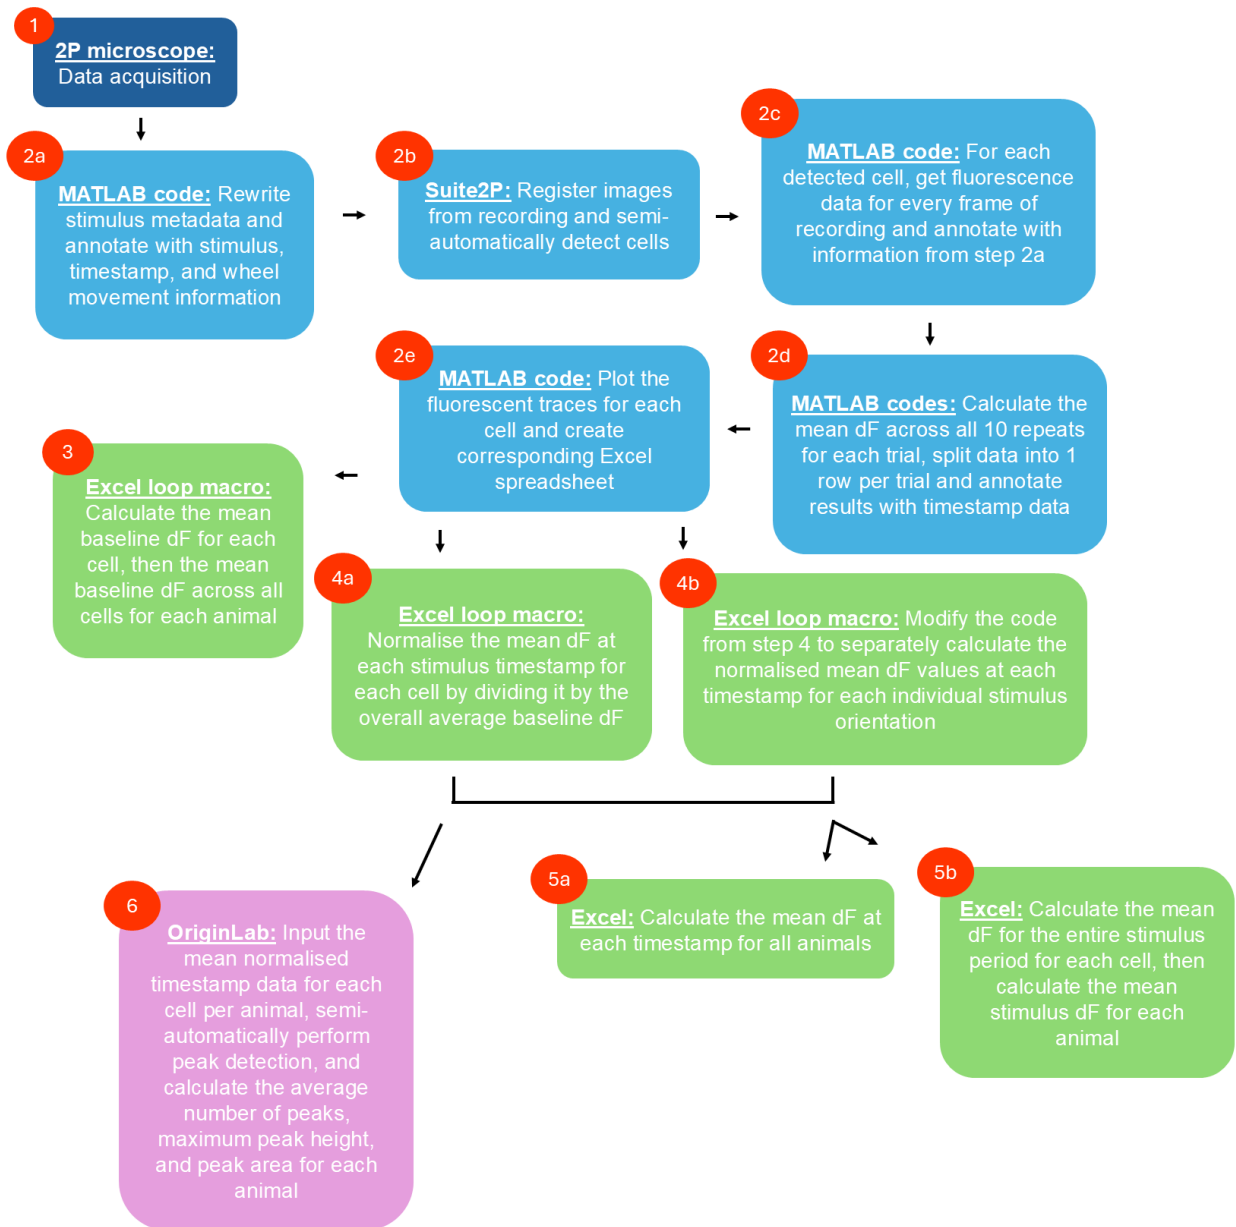 1
2P microscope:
Data acquisition
2a
MATLAB code: Rewrite
stimulus metadata and
annotate with stimulus,
timestamp, and wheel
movement information
2b
Suite2P: Register images
from recording and semi-
automatically detect cells
2c
MATLAB code: For each
detected cell, get fluorescence
data for every frame of
recording and annotate with
information from step 2a
2d
MATLAB codes: Calculate the
mean dF across all 10 repeats
for each trial, split data into 1
row per trial and annotate
results with timestamp data
2e
MATLAB code: Plot the
fluorescent traces for each
cell and create
corresponding Excel
spreadsheet
3
Excel loop macro:
Calculate the mean
baseline dF for each
cell, then the mean
baseline dF across all
cells for each animal
4a
Excel loop macro:
Normalise the mean dF at
each stimulus timestamp for
each cell by dividing it by the
overall average baseline dF
4b
Excel loop macro: Modify the code
from step 4 to separately calculate the
normalised mean dF values at each
timestamp for each individual stimulus
orientation
5a
Excel: Calculate the mean dF at
each timestamp for all animals
5b
Excel: Calculate the mean
dF for the entire stimulus
period for each cell, then
calculate the mean
stimulus dF for each
animal
6
OriginLab: Input the
mean normalised
timestamp data for each
cell per animal, semi-
automatically perform
peak detection, and
calculate the average
number of peaks,
maximum peak height,
and peak area for each
animal